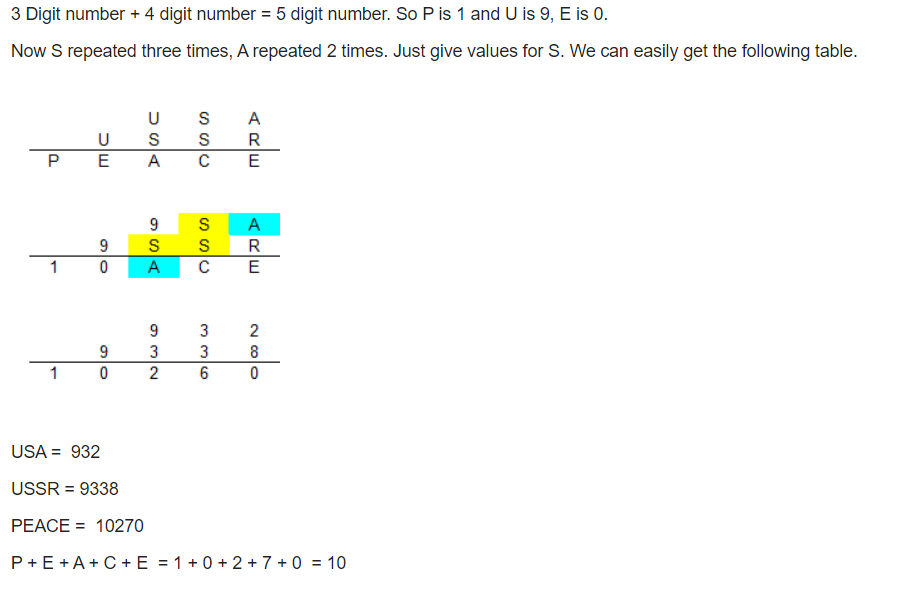 3 Digit number + 4 digit number = 5 digit number. So P is 1 and U is 9, E is 0.
Now S repeated three times, A repeated 2 times. Just give values for S. We can easily get the following table.
U S A
U S S R
P E A C E
9 S A
9 S S R
1 0 A C E
9 3 2
9 3 3 8
1 0 2 6 0
USA = 932
USSR = 9338
PEACE = 10270
P + E + A + C + E = 1 + 0 + 2 + 7 + 0 = 10